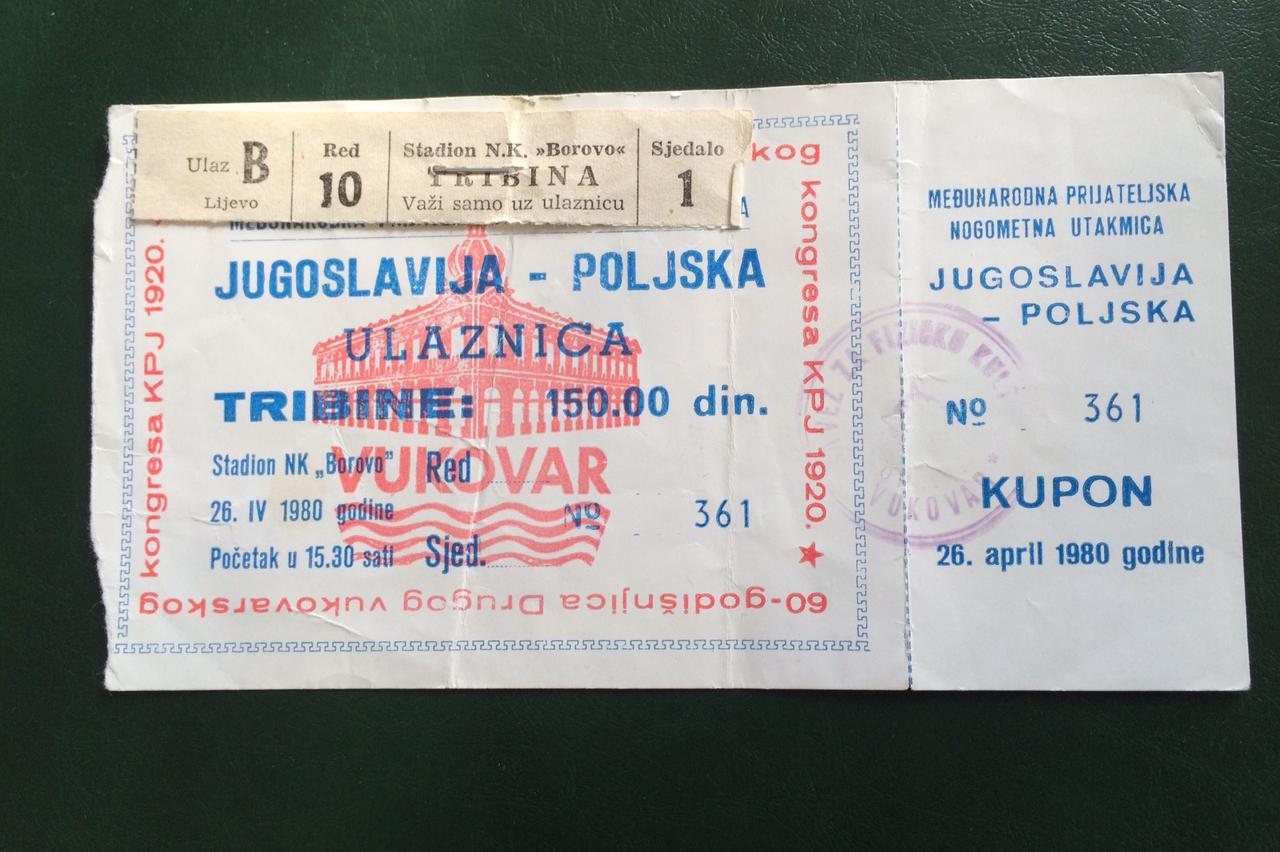 Ulaz B
Lijevo
Red
10
Stadion N.K. »Borovo«
TRIBINA
Važi samo uz ulaznicu
Sjedalo
1
JUGOSLAVIJA - POLJSKA
ULAZNICA
TRIBINE: 150.00 din.
VUKOVAR
Stadion NK „Borovo" Red
26. IV 1980 godine № 361
Početak u 15.30 sati Sjed.
60-godišnjica Drugog vukovarskog
kongresa KPJ 1920.
kog kongresa KPJ 1920. ★
MEĐUNARODNA PRIJATELJSKA
NOGOMETNA UTAKMICA
JUGOSLAVIJA
- POLJSKA
№ 361
KUPON
26. april 1980 godine
ZA FIZIČKU
VUKOVAR *